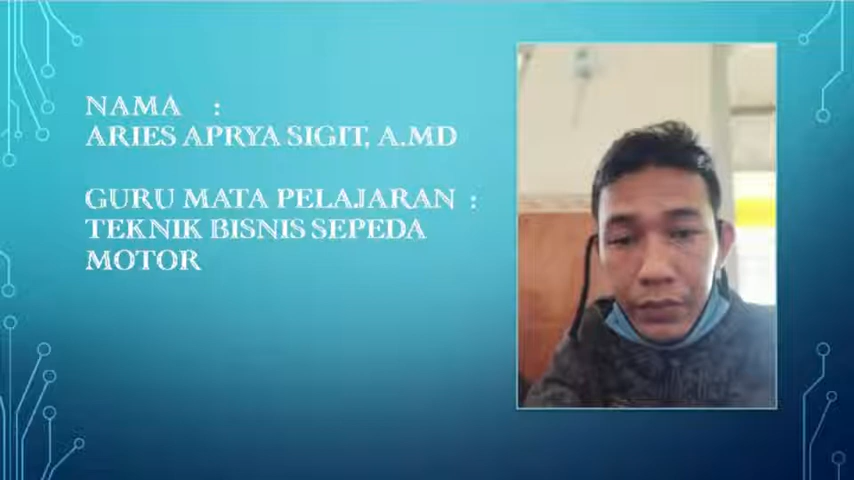 NAMA :
ARIES APRYA SIGIT, A.MD
GURU MATA PELAJARAN :
TEKNIK BISNIS SEPEDA
MOTOR